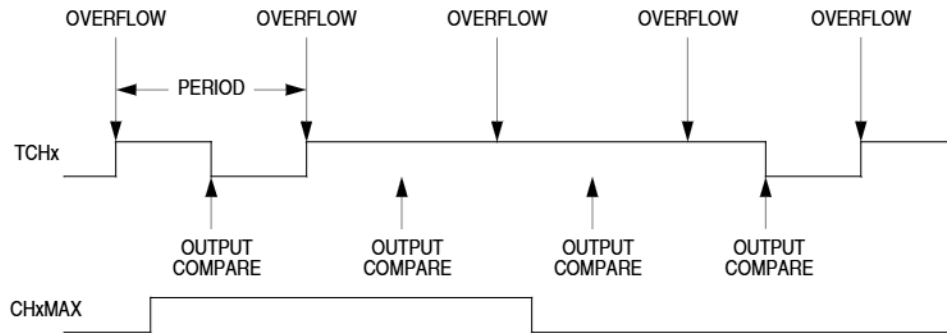 OVERFLOW OVERFLOW OVERFLOW OVERFLOW OVERFLOW
PERIOD
TCHx
OUTPUT COMPARE
OUTPUT COMPARE
OUTPUT COMPARE
OUTPUT COMPARE
CHxMAX